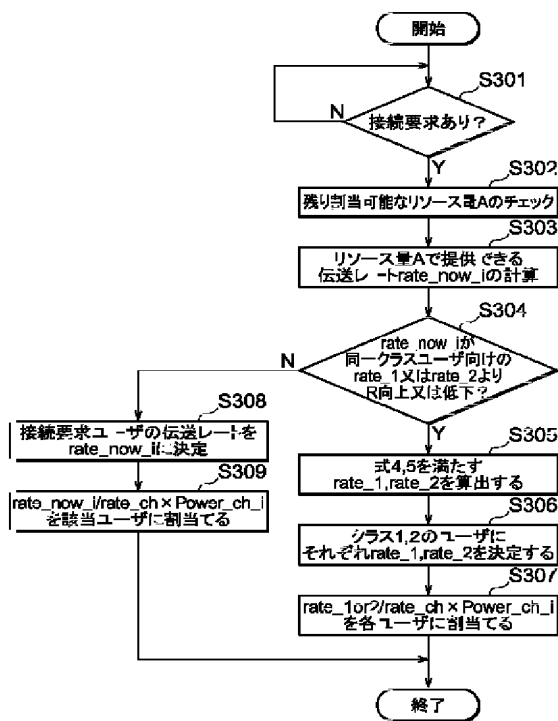 開始
S301
接続要求あり?
N
Y
S302
残り割当可能なリソース量Aのチェック
S303
リソース量Aで提供できる
伝送レートrate_now_iの計算
S304
rate_now_iが
同一クラスユーザ向けの
rate_1又はrate_2より
R向上又は低下?
N
Y
S308
接続要求ユーザの伝送レートを
rate_now_iに決定
S309
rate_now_i/rate_ch×Power_ch_i
を該当ユーザに割当てる
S305
式4,5を満たす
rate_1,rate_2を算出する
S306
クラス1,2のユーザに
それぞれrate_1,rate_2を決定する
S307
rate_1or2/rate_ch×Power_ch_i
を各ユーザに割当てる
終了